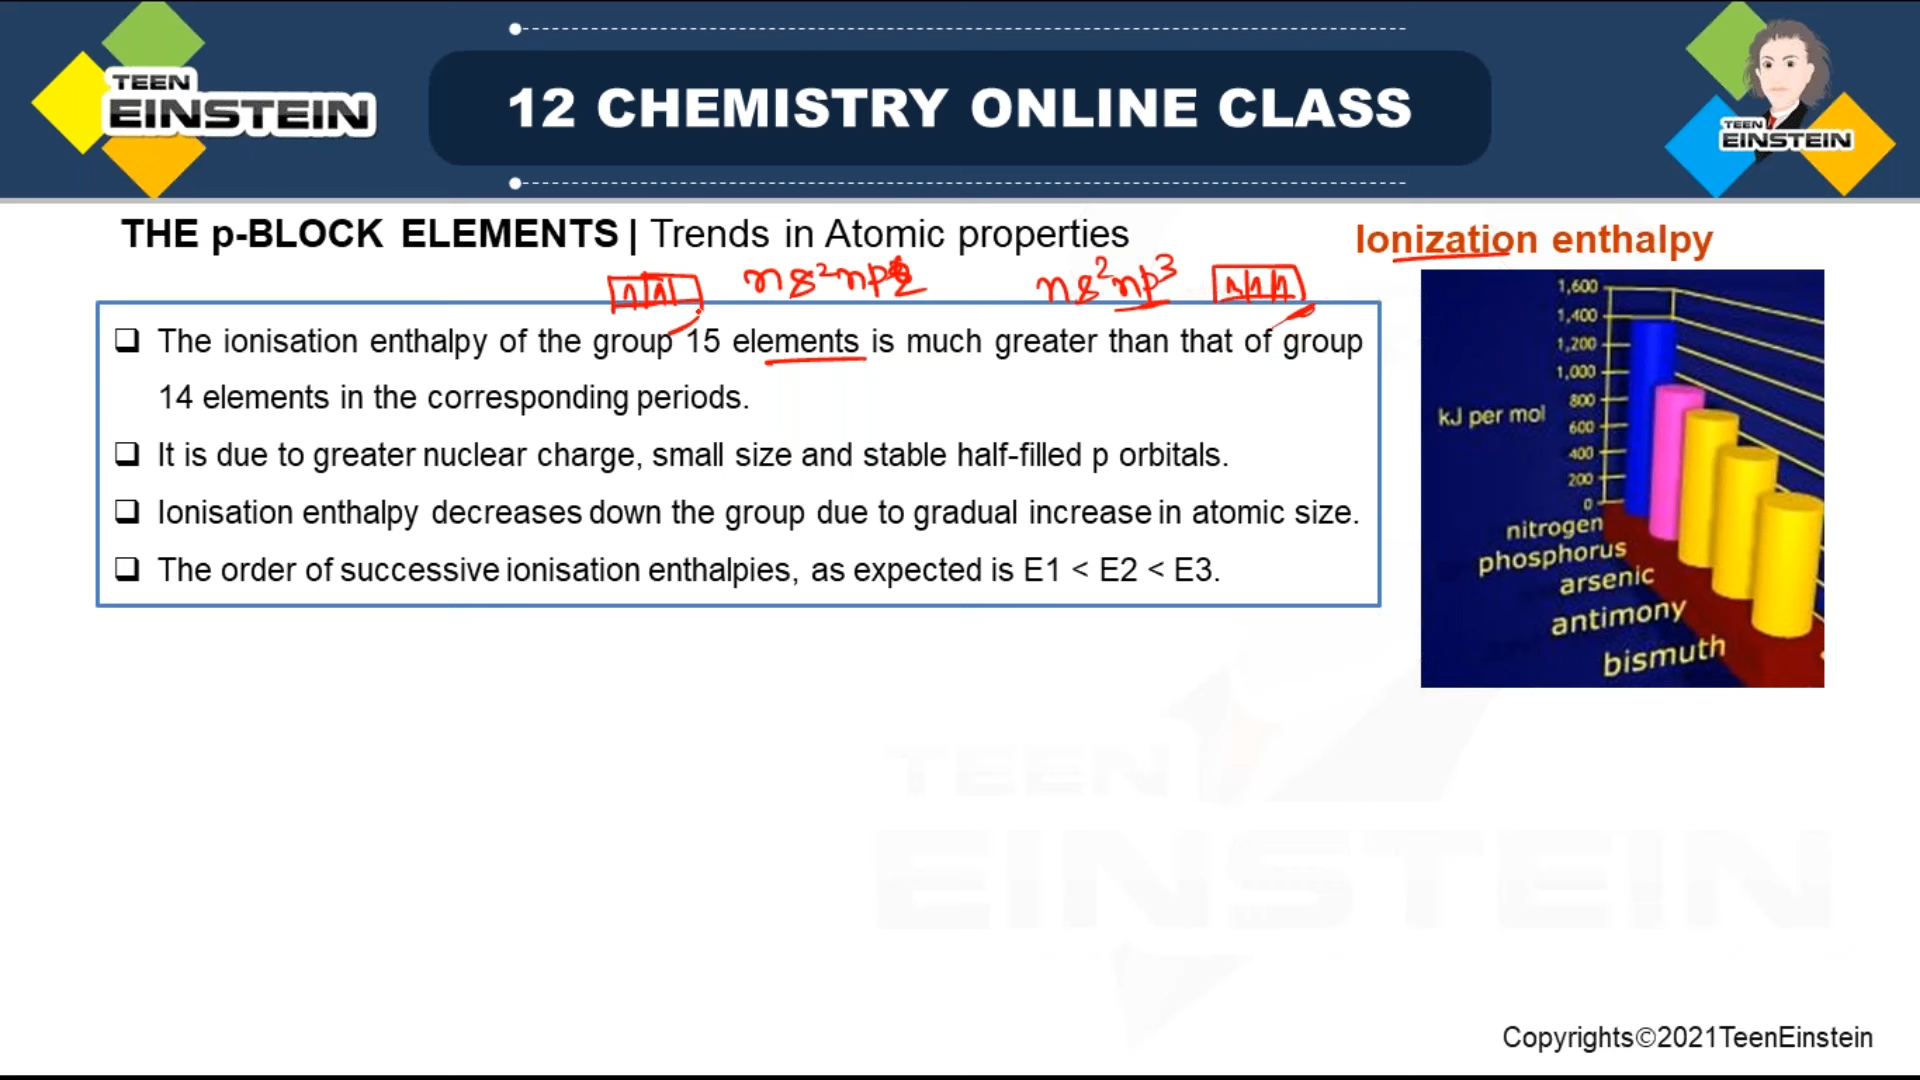 TEEN
EINSTEIN
12 CHEMISTRY ONLINE CLASS
TEEN
EINSTEIN
THE p-BLOCK ELEMENTS | Trends in Atomic properties
Ionization enthalpy
ns²np2
ns²np³
❑ The ionisation enthalpy of the group 15 elements is much greater than that of group
14 elements in the corresponding periods.
❑ It is due to greater nuclear charge, small size and stable half-filled p orbitals.
❑ Ionisation enthalpy decreases down the group due to gradual increase in atomic size.
❑ The order of successive ionisation enthalpies, as expected is E1 < E2 < E3.
1,600
1,400
1,200
1,000
800
kJ per mol
600
400
200
0
nitrogen
phosphorus
arsenic
antimony
bismuth
TEEN
EINSTEIN
Copyrights©2021TeenEinstein